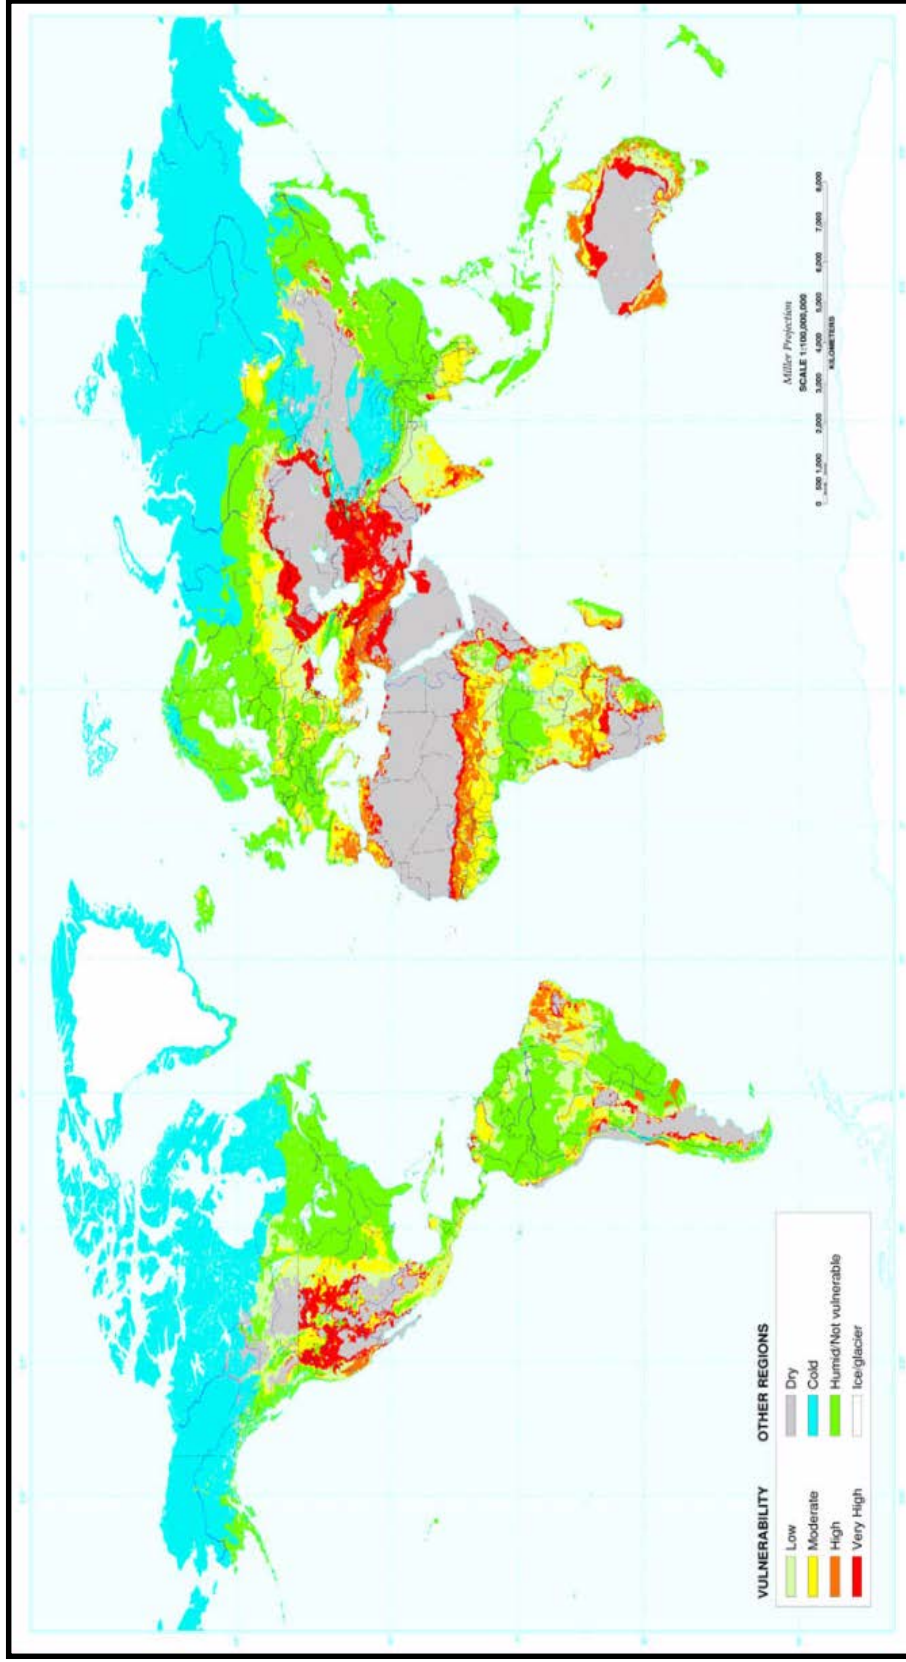 Miller Projection
SCALE 1:100,000,000
0 500 1,000 2,000 3,000 4,000 5,000 6,000 7,000 8,000
KILOMETERS
VULNERABILITY
Low
Moderate
High
Very High
OTHER REGIONS
Dry
Cold
Humid/Not vulnerable
Ice/glacier